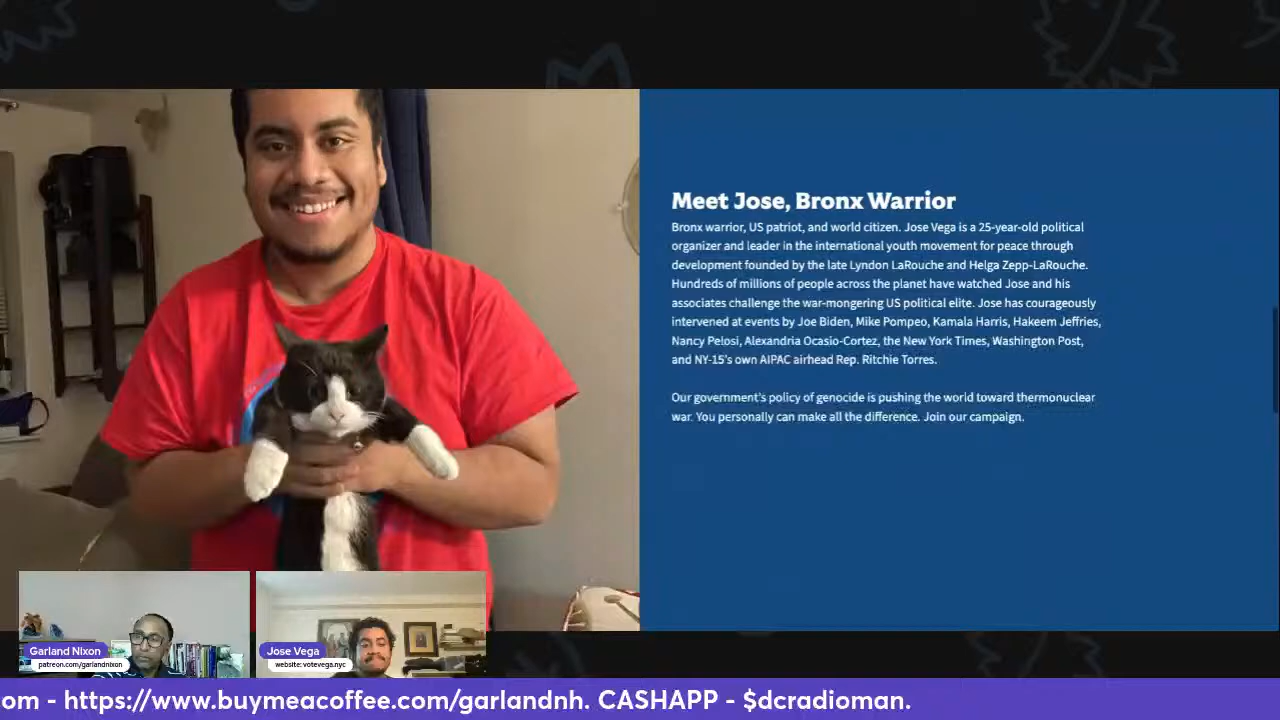 Meet Jose, Bronx Warrior
Bronx warrior, US patriot, and world citizen. Jose Vega is a 25-year-old political
organizer and leader in the international youth movement for peace through
development founded by the late Lyndon LaRouche and Helga Zepp-LaRouche.
Hundreds of millions of people across the planet have watched Jose and his
associates challenge the war-mongering US political elite. Jose has courageously
intervened at events by Joe Biden, Mike Pompeo, Kamala Harris, Hakeem Jeffries,
Nancy Pelosi, Alexandria Ocasio-Cortez, the New York Times, Washington Post,
and NY-15's own AIPAC airhead Rep. Ritchie Torres.
Our government's policy of genocide is pushing the world toward thermonuclear
war. You personally can make all the difference. Join our campaign.
Garland Nixon
patreon.com/garlandnixon
Jose Vega
website: votevega.nyc
om - https://www.buymeacoffee.com/garlandnh. CASHAPP - $dcradioman.